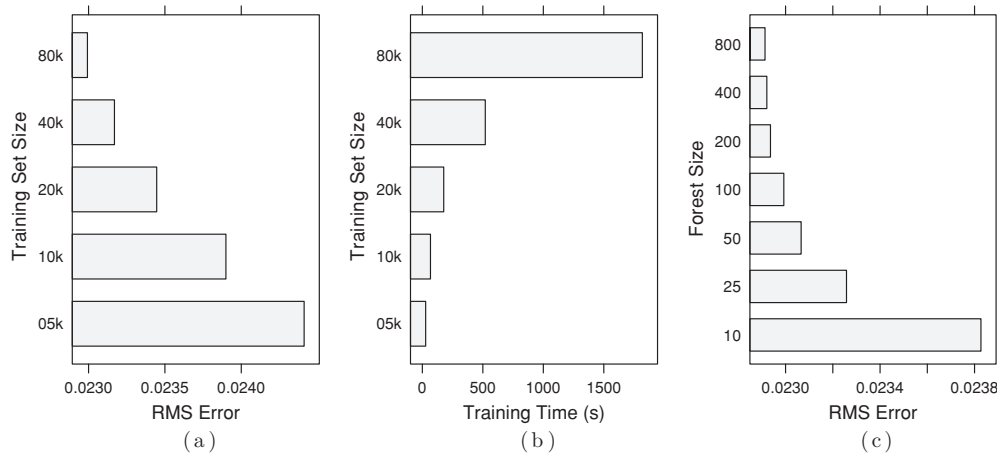 Training Set Size
80k
40k
20k
10k
05k
0.0230 0.0235 0.0240
RMS Error
(a)
Training Set Size
80k
40k
20k
10k
05k
0 500 1000 1500
Training Time (s)
(b)
Forest Size
800
400
200
100
50
25
10
0.0230 0.0234 0.0238
RMS Error
(c)